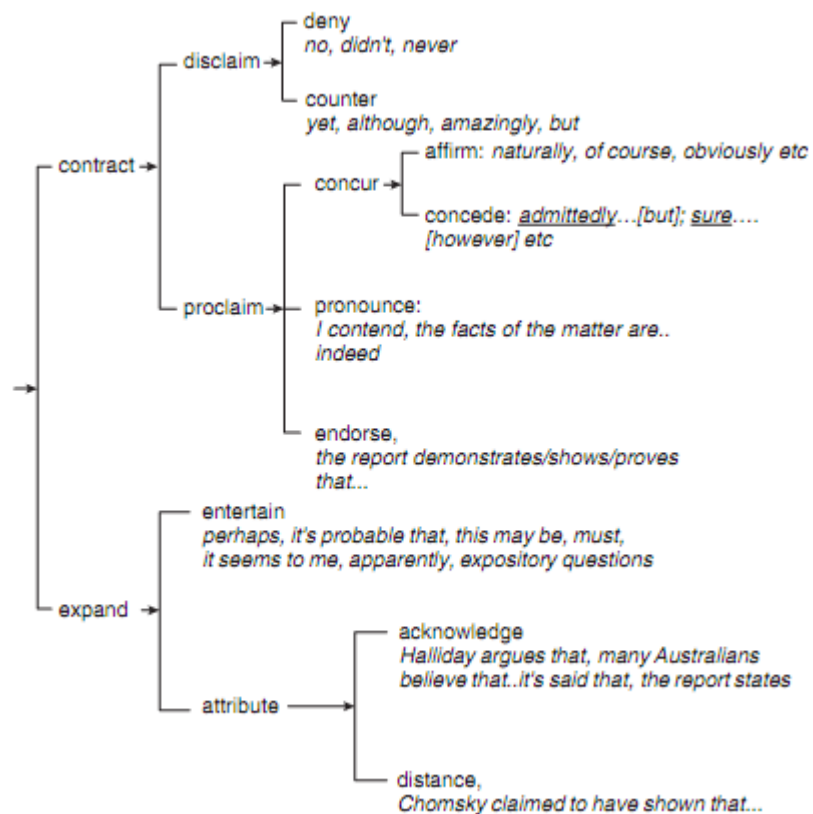 deny
no, didn't, never
disclaim
counter
yet, although, amazingly, but
contract
affirm: naturally, of course, obviously etc
concur
concede: admittedly...[but]; sure....
[however] etc
proclaim
pronounce:
I contend, the facts of the matter are..
indeed
endorse,
the report demonstrates/shows/proves
that...
entertain
perhaps, it's probable that, this may be, must,
it seems to me, apparently, expository questions
expand
acknowledge
Halliday argues that, many Australians
believe that..it's said that, the report states
attribute
distance,
Chomsky claimed to have shown that...